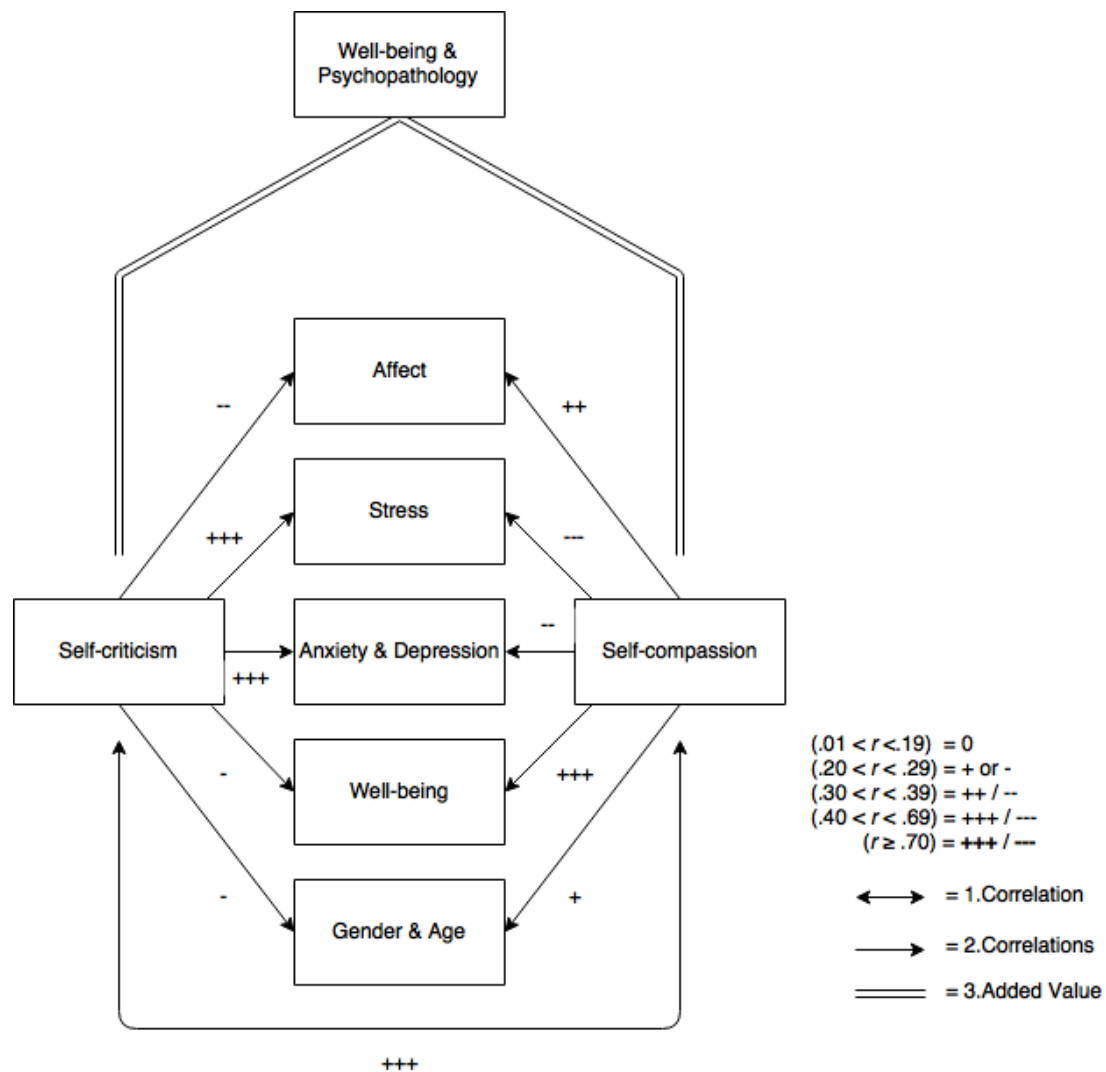 Well-being &
Psychopathology
Affect
--
++
Stress
+++
---
Self-criticism
Anxiety & Depression
Self-compassion
--
+++
-
Well-being
+++
-
Gender & Age
+
+++
(.01 < r <.19) = 0
(.20 < r < .29) = + or -
(.30 < r < .39) = ++ / --
(.40 < r < .69) = +++ / ---
(r ≥ .70) = +++ / ---
= 1.Correlation
= 2.Correlations
= 3.Added Value